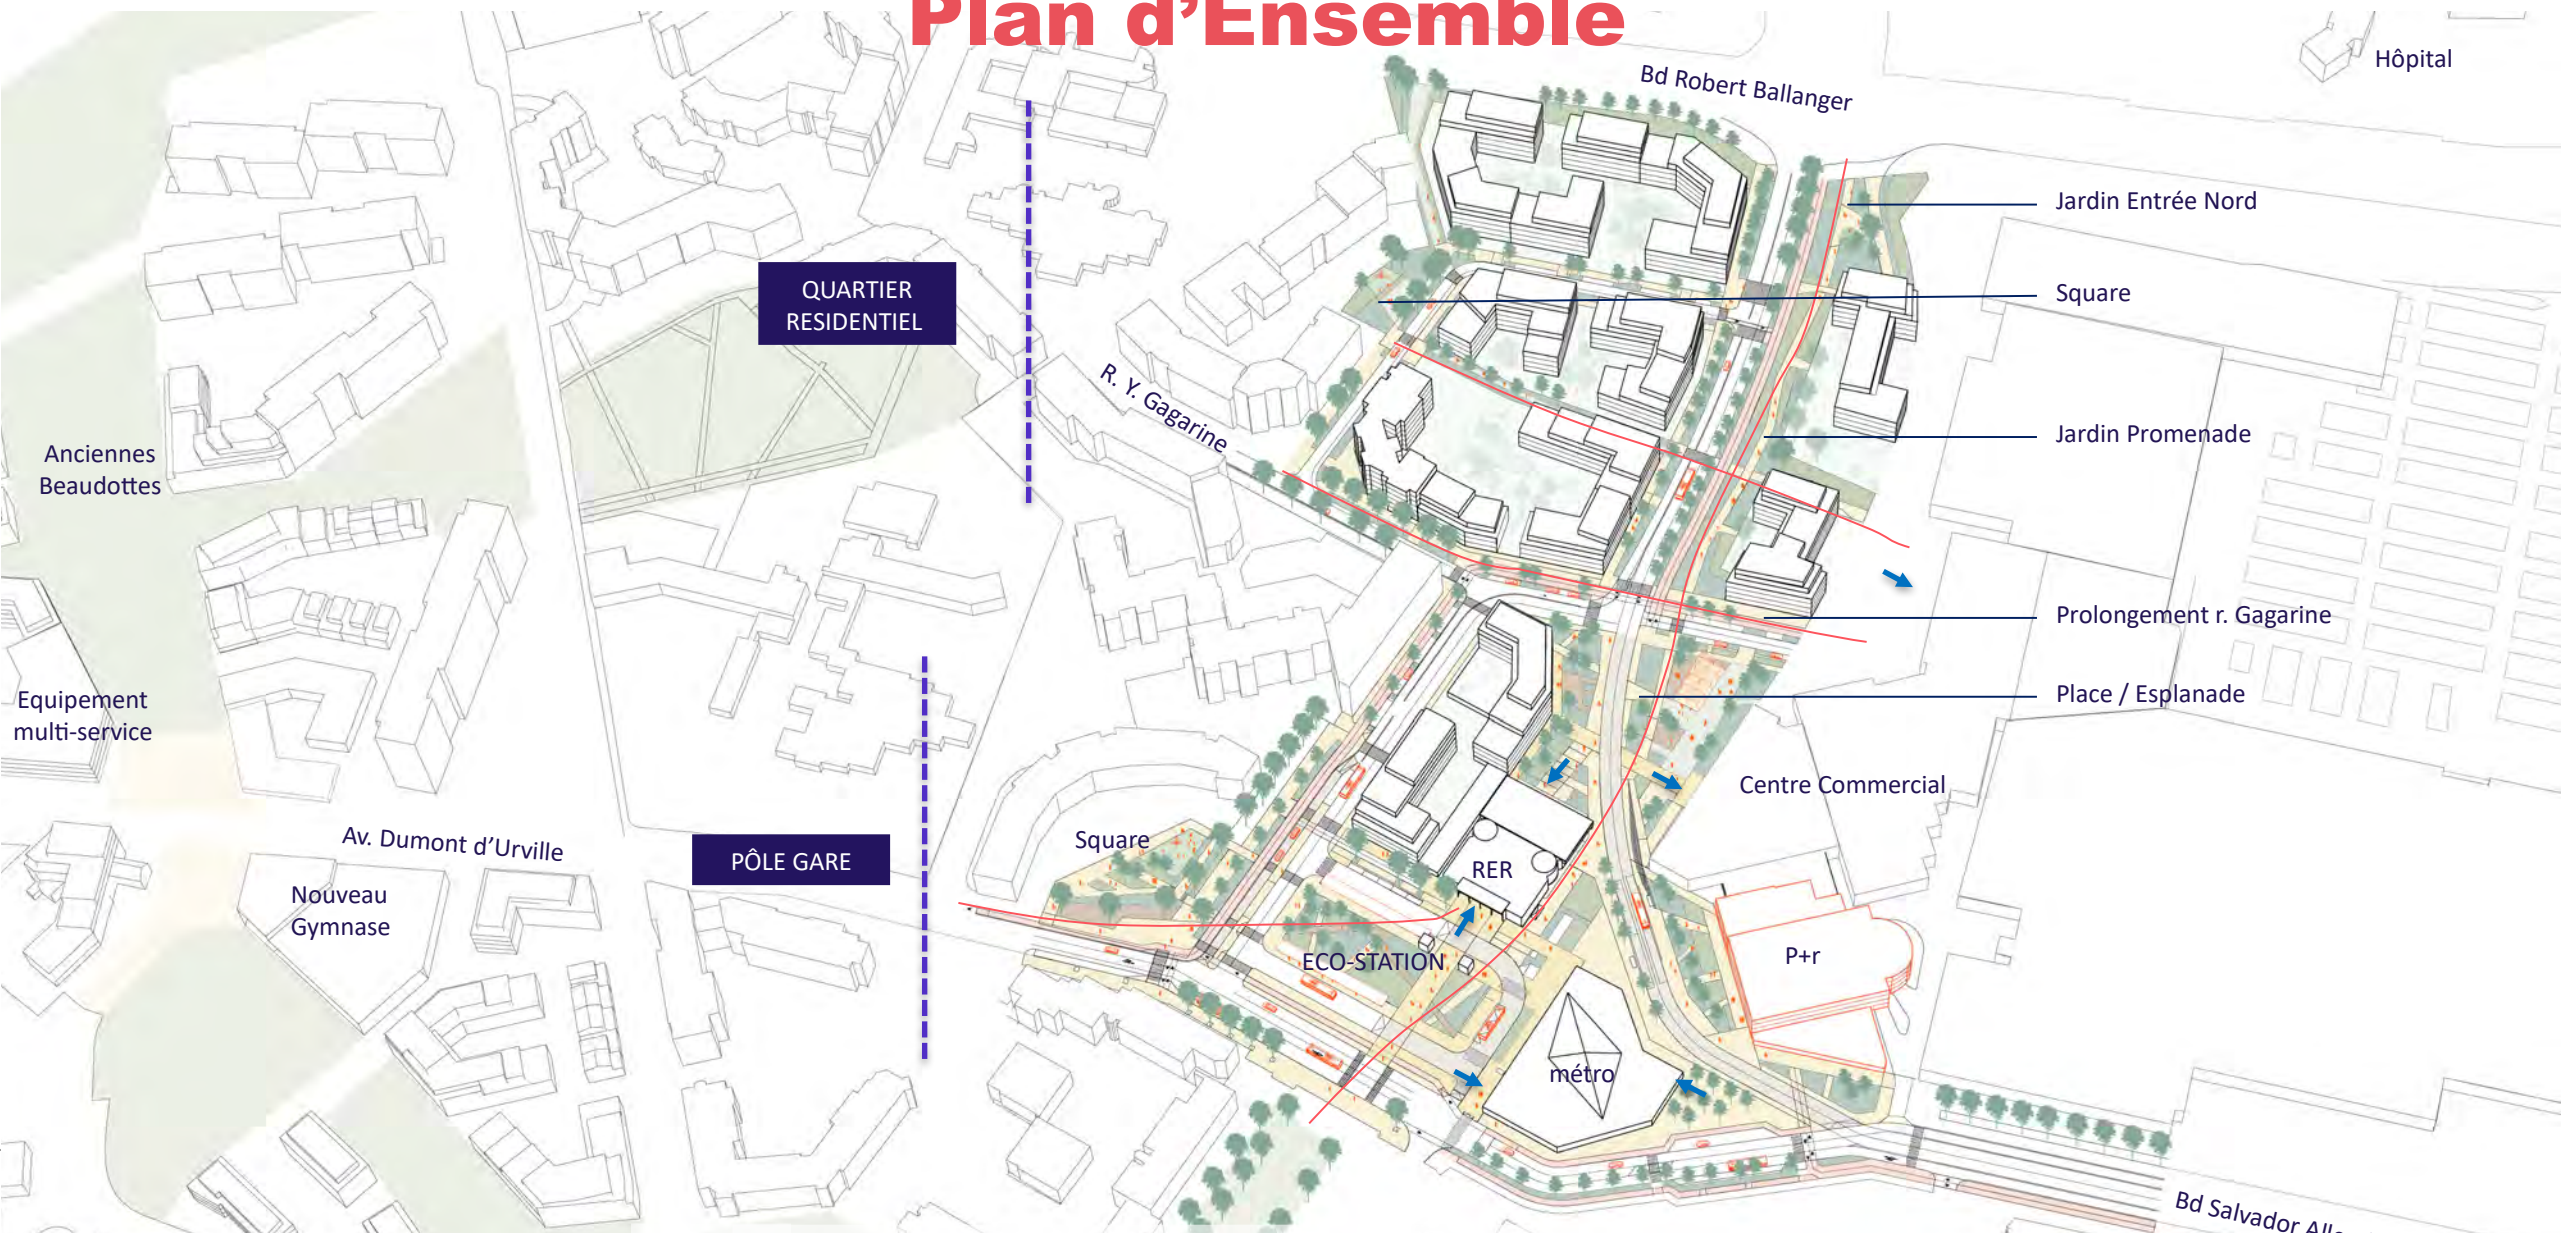 Plan d'Ensemble
Hôpital
Bd Robert Ballanger
Jardin Entrée Nord
Square
QUARTIER
RESIDENTIEL
R. Y. Gagarine
Jardin Promenade
Anciennes
Beaudottes
Prolongement r. Gagarine
Place / Esplanade
Equipement
multi-service
Centre Commercial
Av. Dumont d'Urville
Square
PÔLE GARE
RER
Nouveau
Gymnase
ECO-STATION
P+r
métro
Bd Salvador